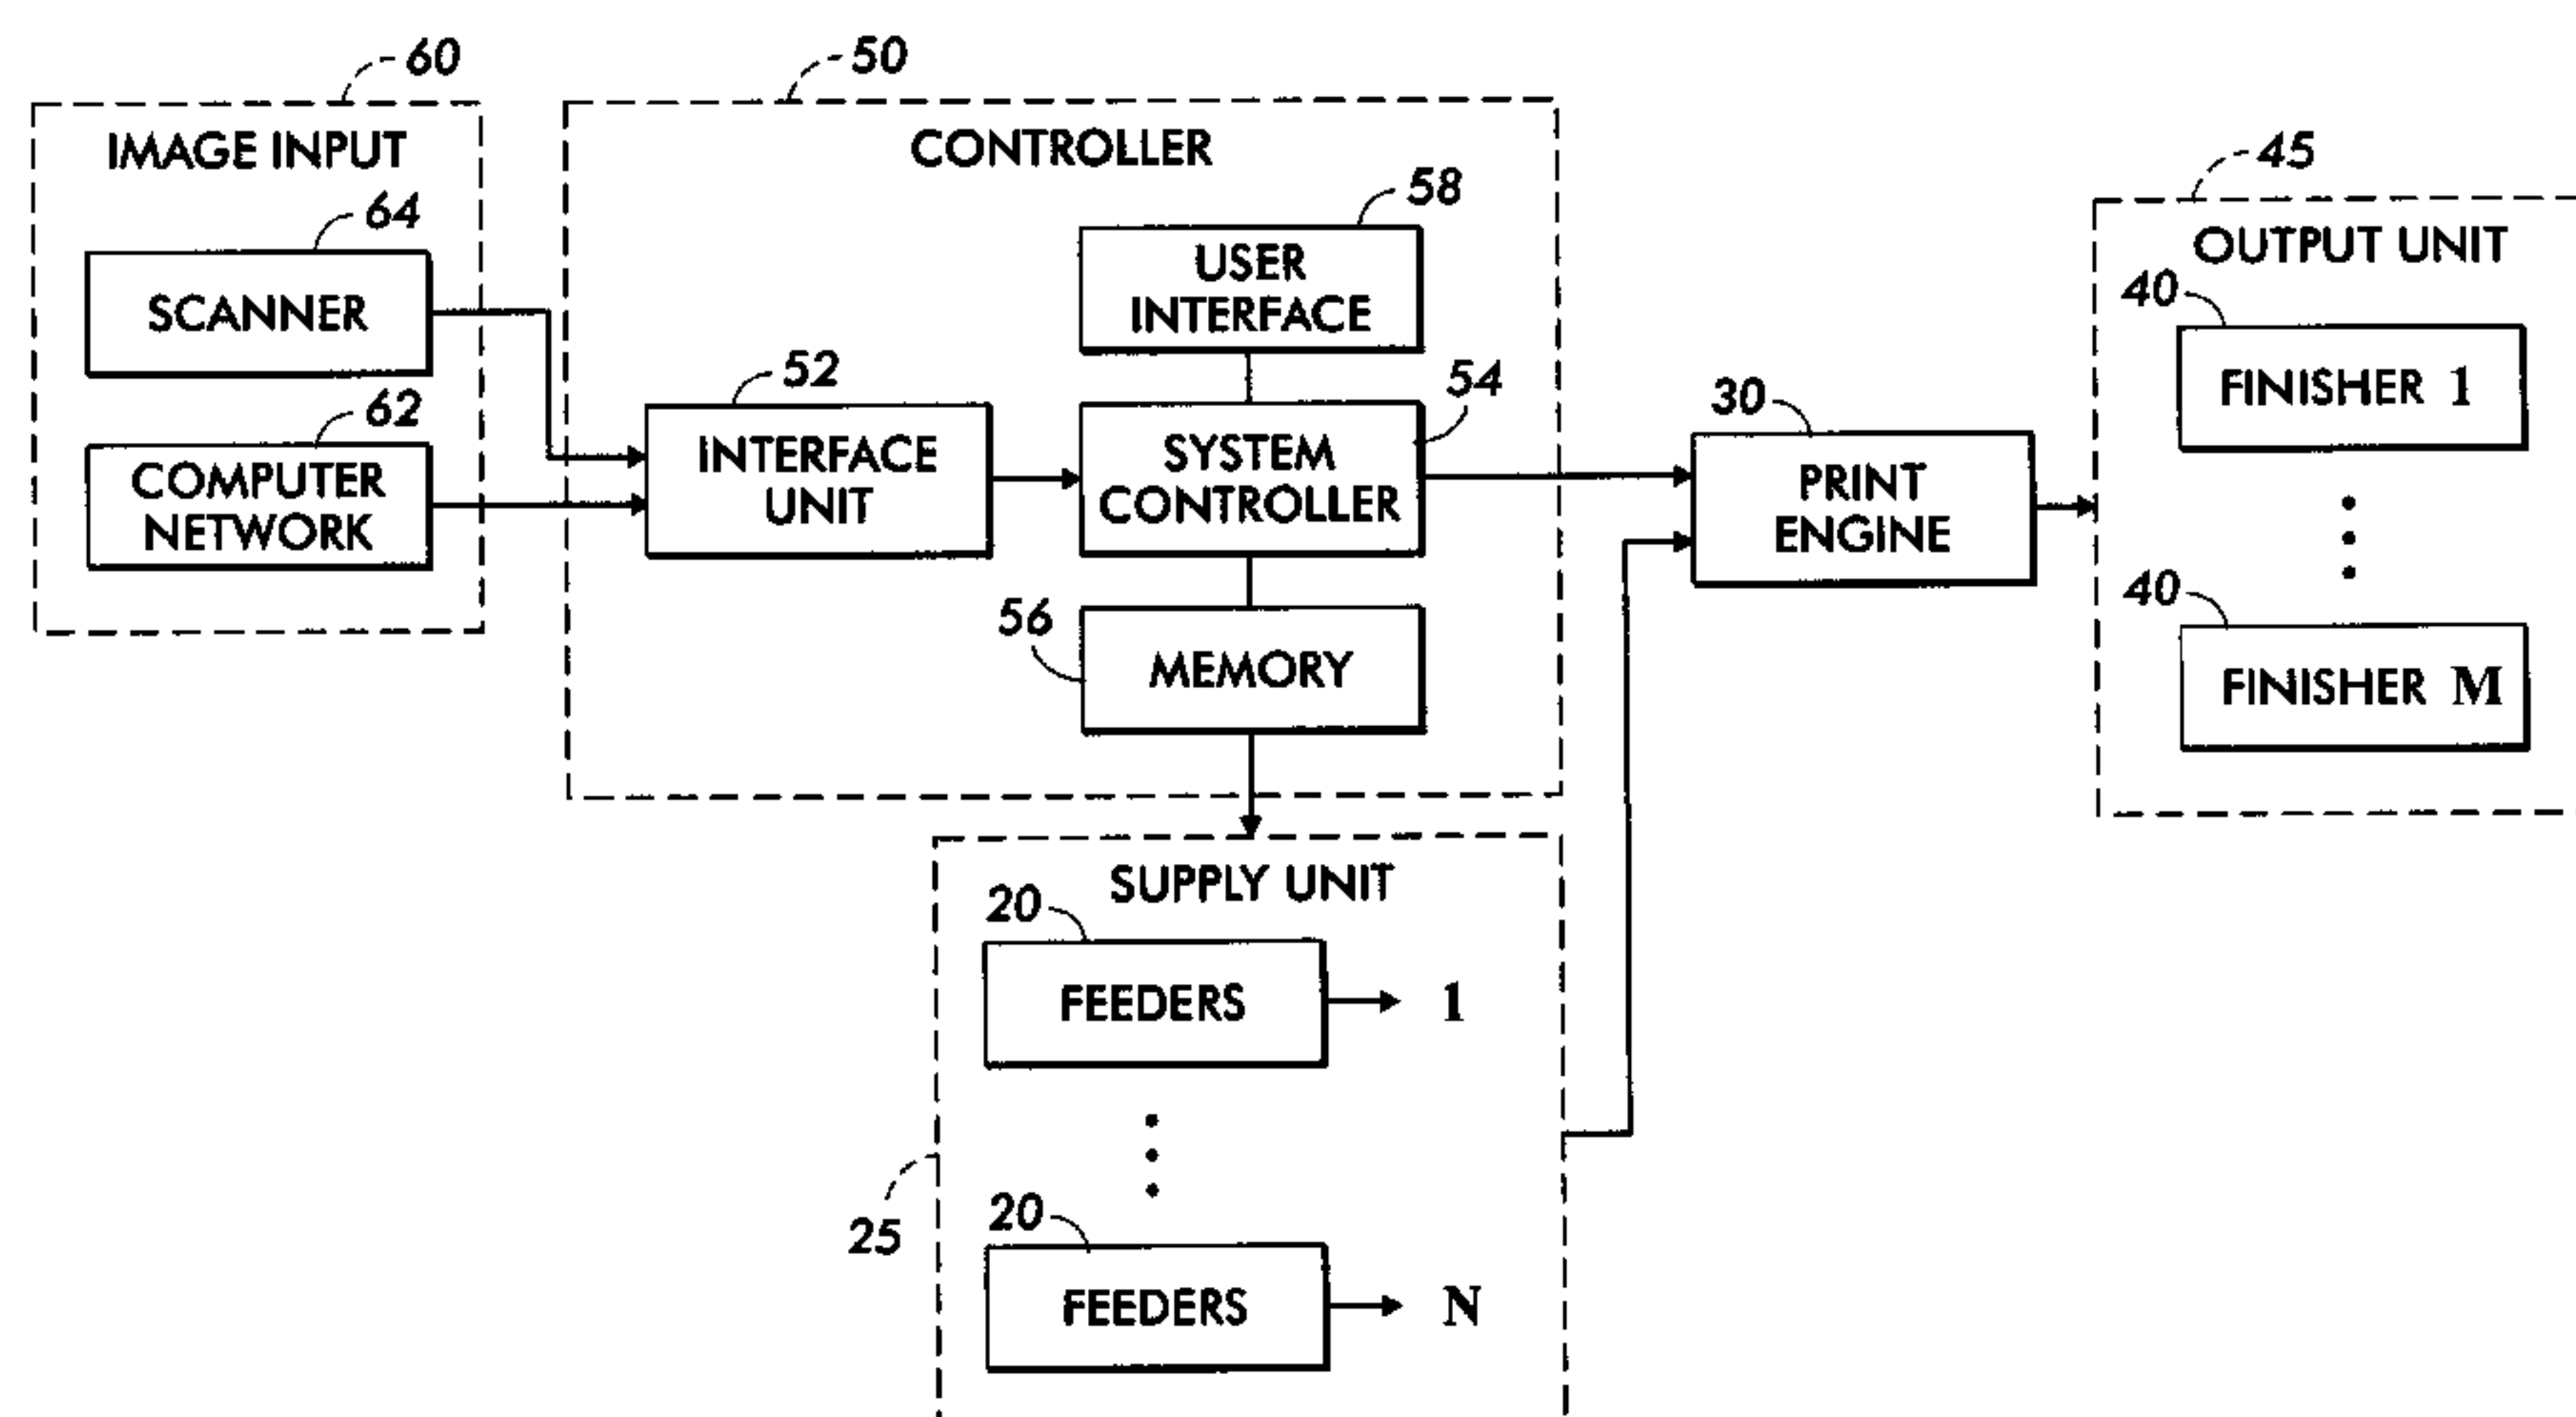 60
IMAGE INPUT
64
SCANNER
62
COMPUTER
NETWORK
50
CONTROLLER
58
USER
INTERFACE
52
INTERFACE
UNIT
54
SYSTEM
CONTROLLER
56
MEMORY
30
PRINT
ENGINE
45
OUTPUT UNIT
40
FINISHER 1
40
FINISHER M
SUPPLY UNIT
20
FEEDERS 1
25
20
FEEDERS N